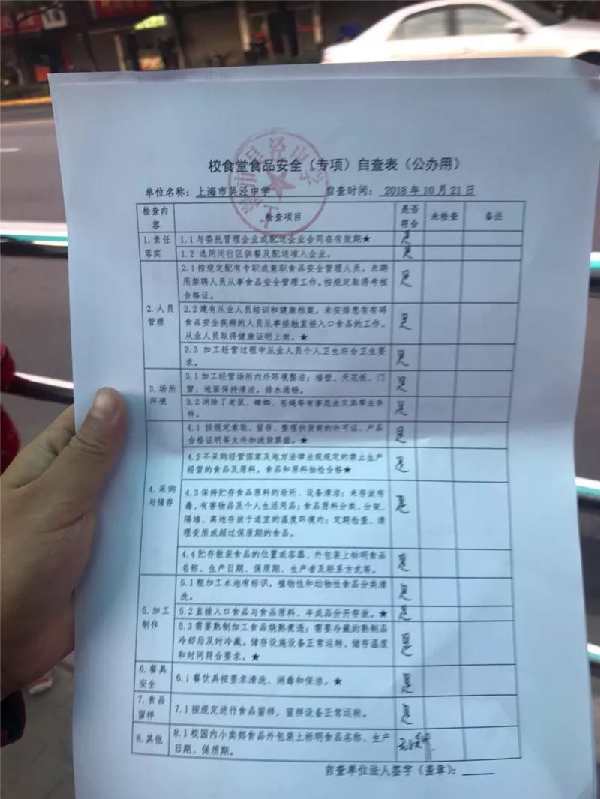 校食堂食品安全（专项）自查表（公办用）
单位名称：上海市吴泾中学 自查时间：2018年10月21日
检查内容 检查项目 是否符合 未检查 备注
1.责任落实
1.1与委托管理企业或配送企业合同在有效期★ 是
1.2 选用闵行区供餐及配送准入企业。 是
2.人员管理
2.1按规定配有专职或兼职食品安全管理人员。未聘
用禁聘人员从事食品安全管理工作。按规定取得考核
合格证。 是
2.2建有从业人员培训和健康档案。未安排患有有碍
食品安全疾病的人员从事接触直接入口食品的工作。
从业人员取得健康证明上岗。★ 是
2.3 加工经营过程中从业人员个人卫生符合卫生要
求。 是
3.场所环境
3.1加工经营场所内外环境整洁；墙壁、天花板、门
窗、地面保持清洁。排水通畅。 是
3.2消除了老鼠、蟑螂、苍蝇等有害昆虫及其孳生条
件。 是
4.采购与储存
4.1 按规定索取、留存、整理供货商的许可证、产品
合格证明等文件和进货票据。★ 是
4.2不采购经营国家及地方法律法规规定的禁止生产
经营的食品及原料。食品和原料抽检合格★ 是
4.3保持贮存食品原料的场所、设备清洁；未存放有
毒、有害物品及个人生活用品；食品原料分类、分架、
隔墙、离地存放于适宜的温度环境内；定期检查、清
理变质或超过保质期的食品。 是
4.4贮存散装食品的位置或容器、外包装上标明食品
名称、生产日期、保质期、生产者及联系方式等。 是
5.加工制作
5.1粗加工水池有标识。植物性和动物性食品分类清
洗。 是
5.2直接入口食品与食品原料、半成品分开存放。★ 是
5.3需要熟制加工食品烧熟煮透；需要冷藏的熟制品
冷却后及时冷藏。储存设施设备正常运转。储存温度
和时间符合要求。★ 是
6.餐具安全
6.1餐饮具按要求清洗、消毒和保洁。★ 是
7.食品留样
7.1按规定进行食品留样，留样设备正常运转。 是
8.其他
8.1校园内小卖部食品外包装上标明食品名称、生产
日期、保质期。
自查单位法人签字（盖章）：